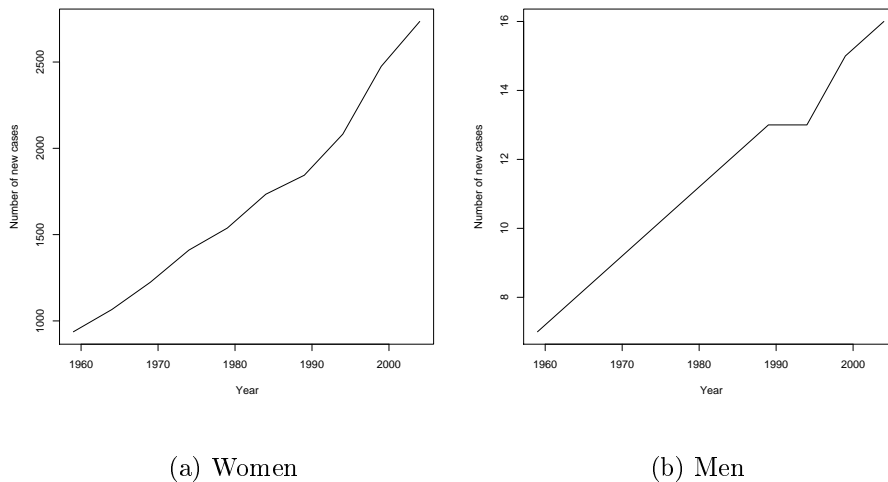 2500
2000
1500
1000
Number of new cases
1960 1970 1980 1990 2000
Year
(a) Women
16
14
12
10
8
Number of new cases
1960 1970 1980 1990 2000
Year
(b) Men